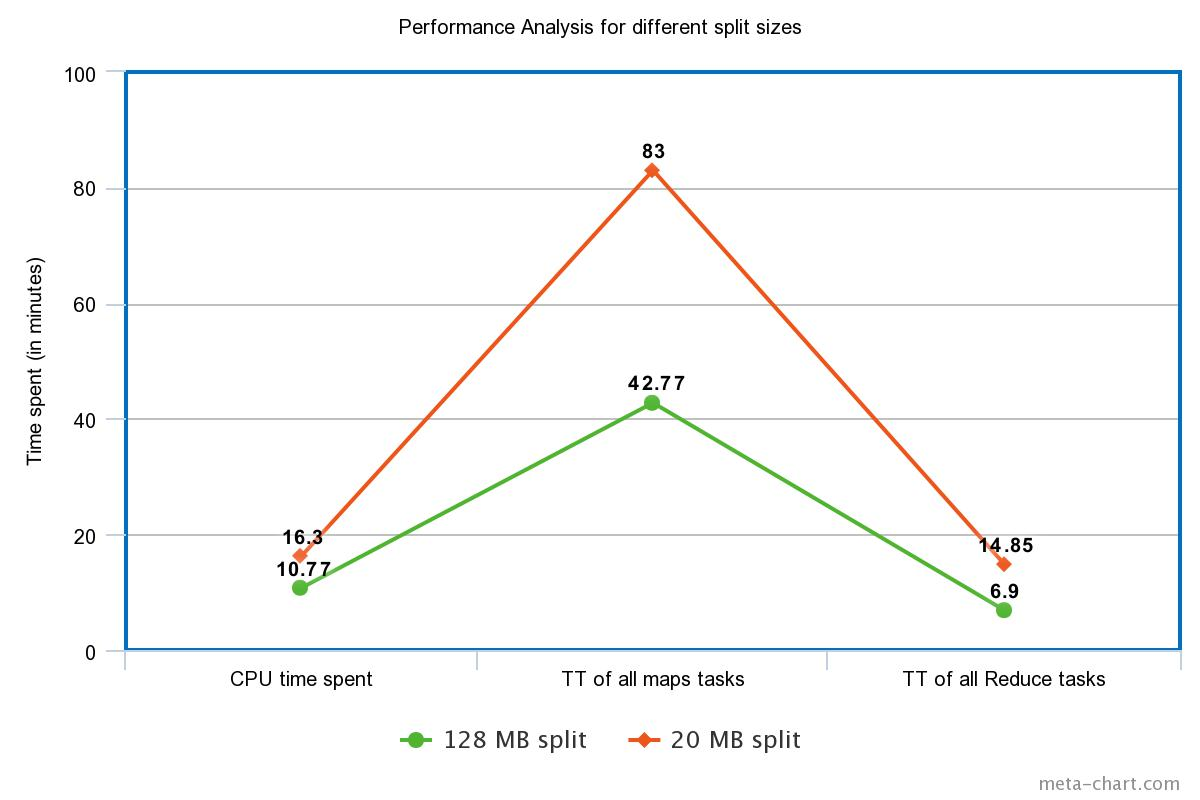 Performance Analysis for different split sizes
Time spent (in minutes)
100
80
60
40
20
0
83
42.77
16.3
10.77
14.85
6.9
CPU time spent
TT of all maps tasks
TT of all Reduce tasks
128 MB split
20 MB split
meta-chart.com